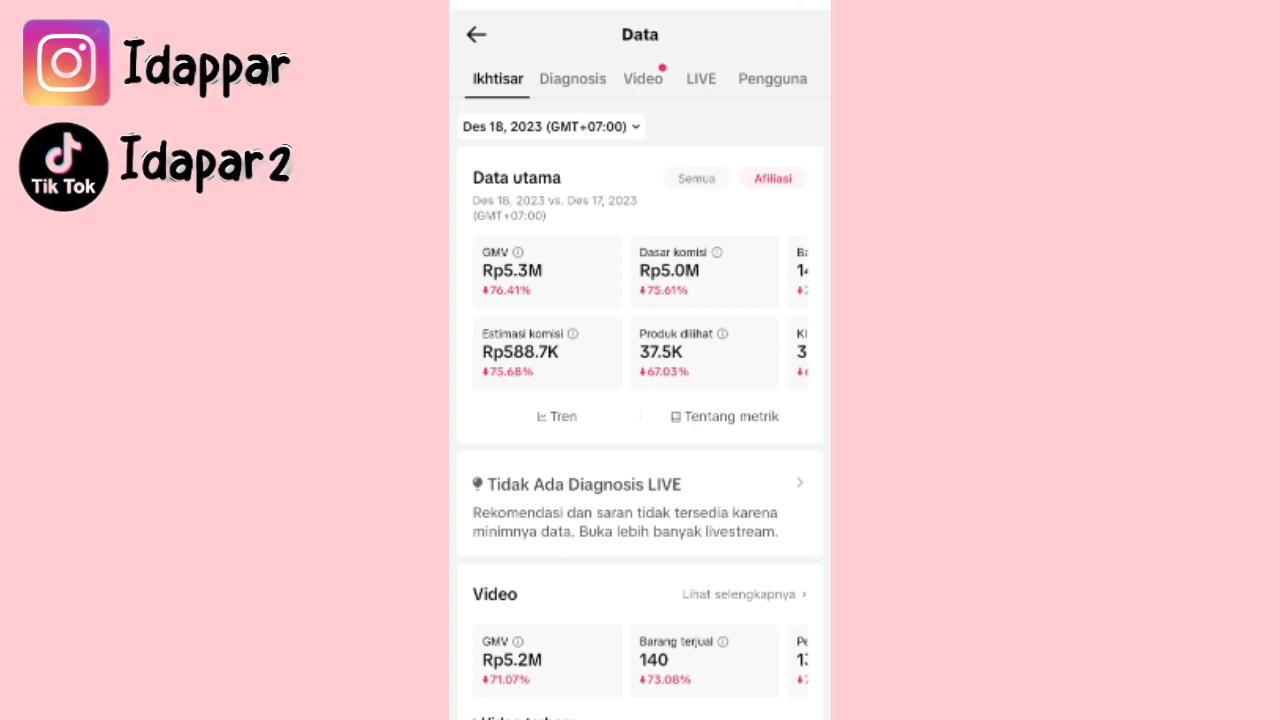 Idappar
Tik Tok
Idapar2
Data
Ikhtisar Diagnosis Video LIVE Pengguna
Des 18, 2023 (GMT+07:00)
Data utama
Semua
Afiliasi
Des 18, 2023 vs. Des 17, 2023
(GMT+07:00)
GMV
Rp5.3M
76.41%
Dasar komisi
Rp5.0M
75.61%
Estimasi komisi
Rp588.7K
75.68%
Produk dilihat
37.5K
67.03%
Tren
Tentang metrik
Tidak Ada Diagnosis LIVE
Rekomendasi dan saran tidak tersedia karena
minimnya data. Buka lebih banyak livestream.
Video
Lihat selengkapnya
GMV
Rp5.2M
71.07%
Barang terjual
140
73.08%